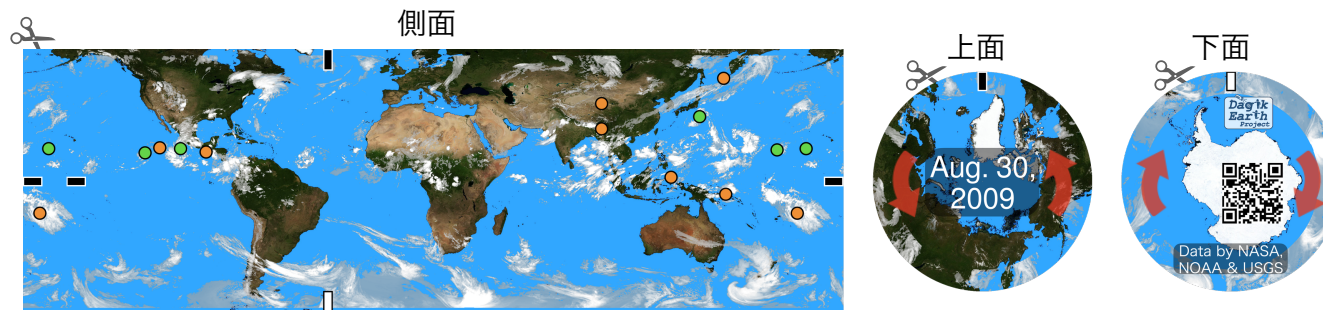 側面
上面
下面
Aug. 30,
2009
Dagik
Earth
Project
Data by NASA,
NOAA & USGS